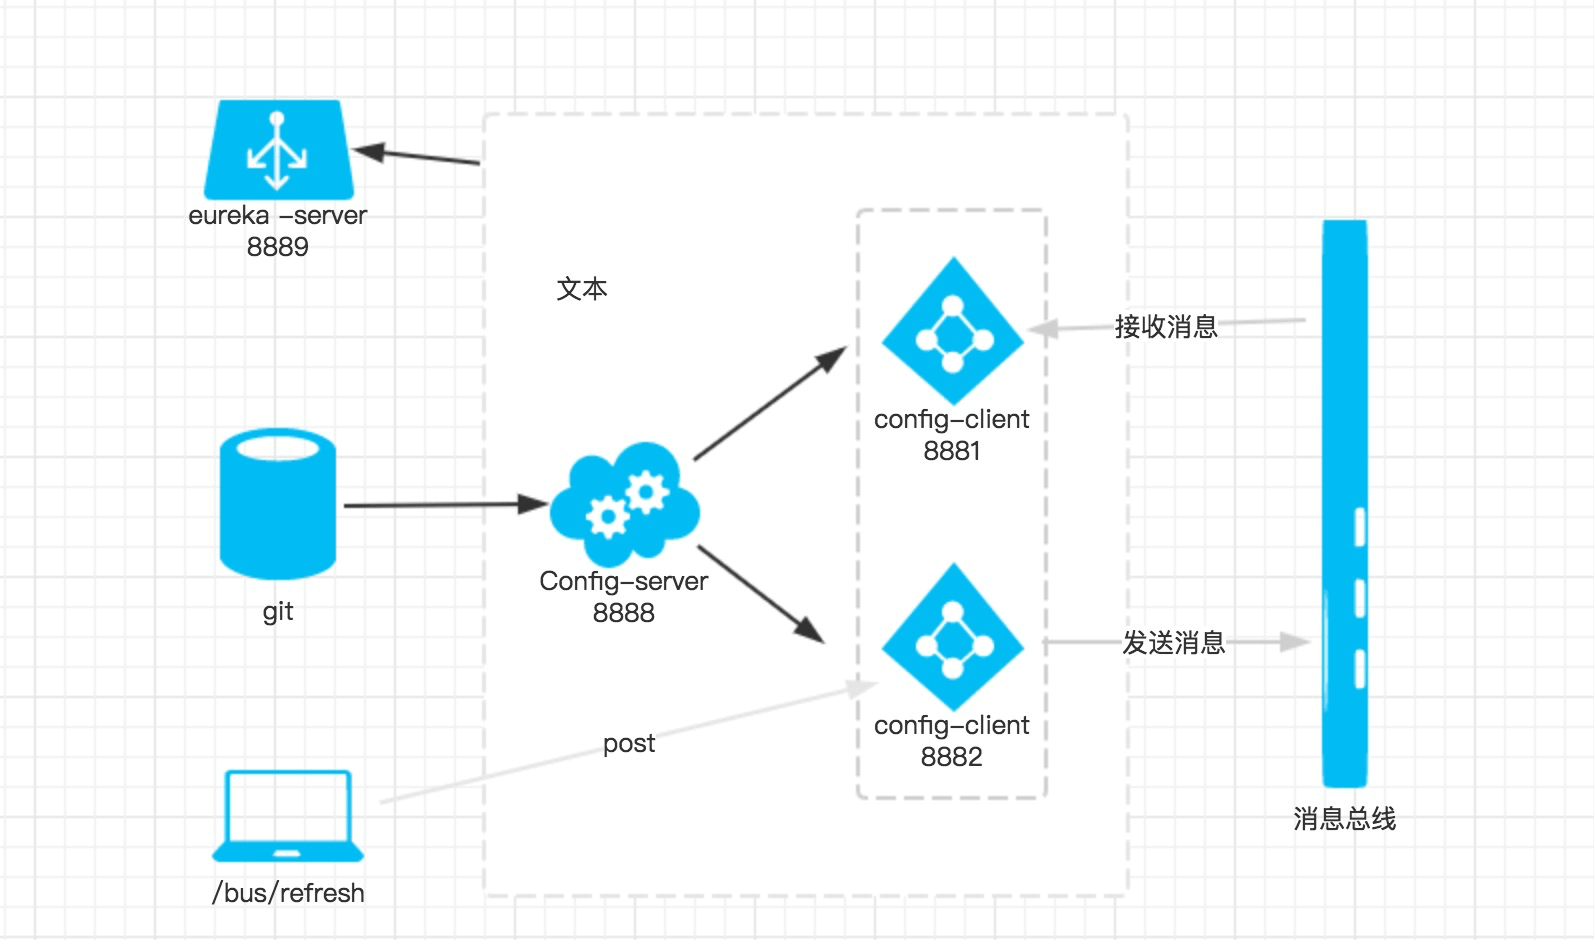 eureka -server
8889
文本
接收消息
config-client
8881
Config-server
8888
git
发送消息
config-client
8882
post
消息总线
/bus/refresh